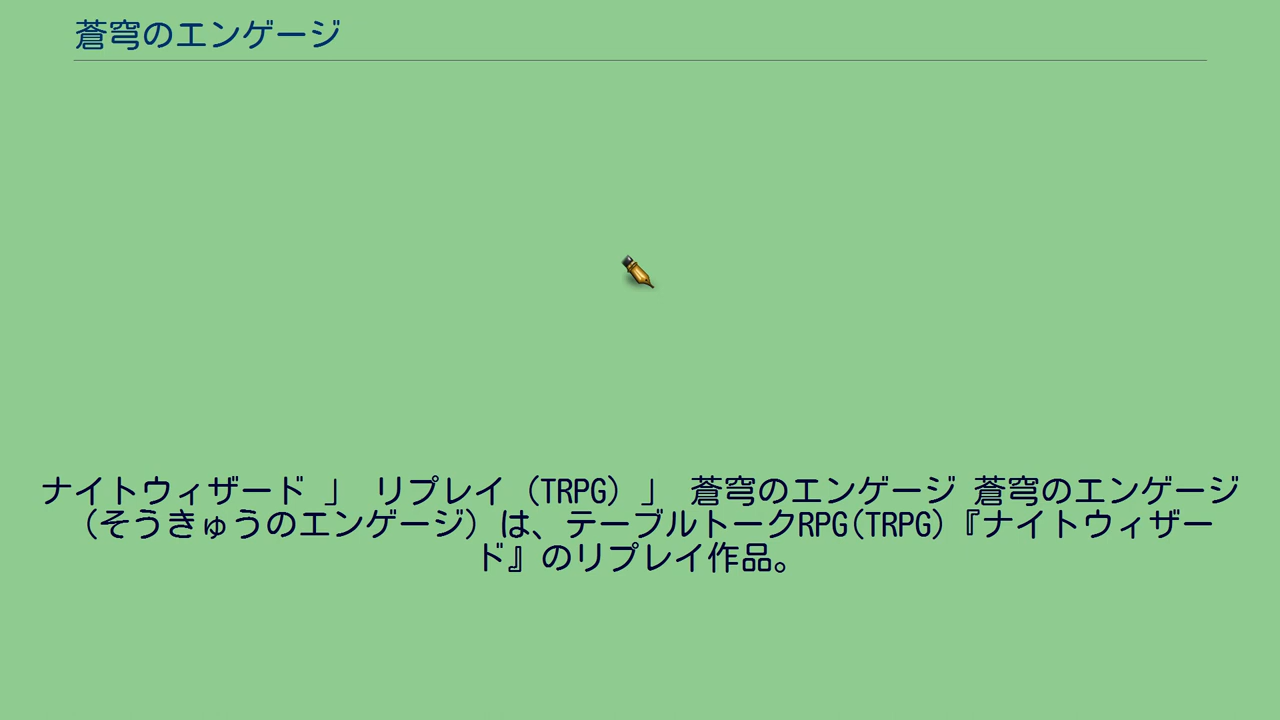 蒼穹のエンゲージ
ナイトウィザード 」 リプレイ（TRPG）」 蒼穹のエンゲージ 蒼穹のエンゲージ
（そうきゅうのエンゲージ）は、テーブルトークRPG(TRPG)『ナイトウィザー
ド』のリプレイ作品。